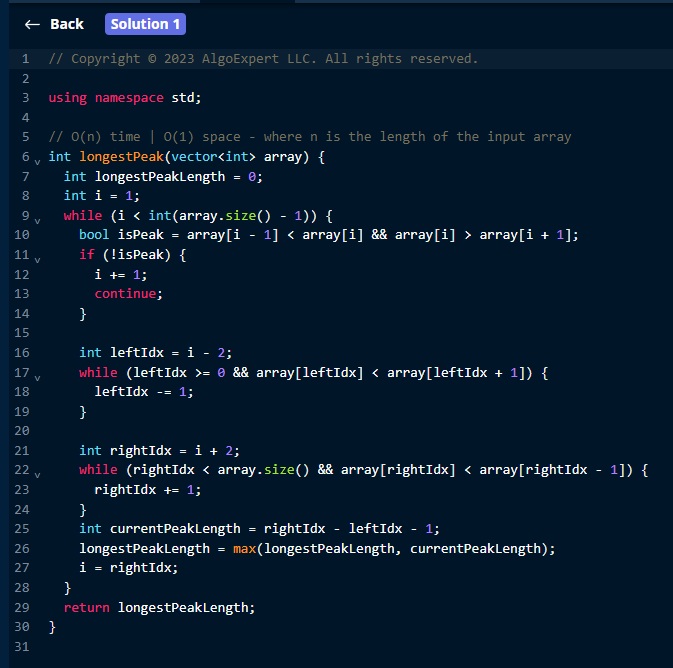 ← Back Solution 1
1 // Copyright © 2023 AlgoExpert LLC. All rights reserved.
2
3 using namespace std;
4
5 // O(n) time | O(1) space - where n is the length of the input array
6 int longestPeak(vector<int> array) {
7   int longestPeakLength = 0;
8   int i = 1;
9   while (i < int(array.size() - 1)) {
10     bool isPeak = array[i - 1] < array[i] && array[i] > array[i + 1];
11     if (!isPeak) {
12       i += 1;
13       continue;
14     }
15
16     int leftIdx = i - 2;
17     while (leftIdx >= 0 && array[leftIdx] < array[leftIdx + 1]) {
18       leftIdx -= 1;
19     }
20
21     int rightIdx = i + 2;
22     while (rightIdx < array.size() && array[rightIdx] < array[rightIdx - 1]) {
23       rightIdx += 1;
24     }
25     int currentPeakLength = rightIdx - leftIdx - 1;
26     longestPeakLength = max(longestPeakLength, currentPeakLength);
27     i = rightIdx;
28   }
29   return longestPeakLength;
30 }
31